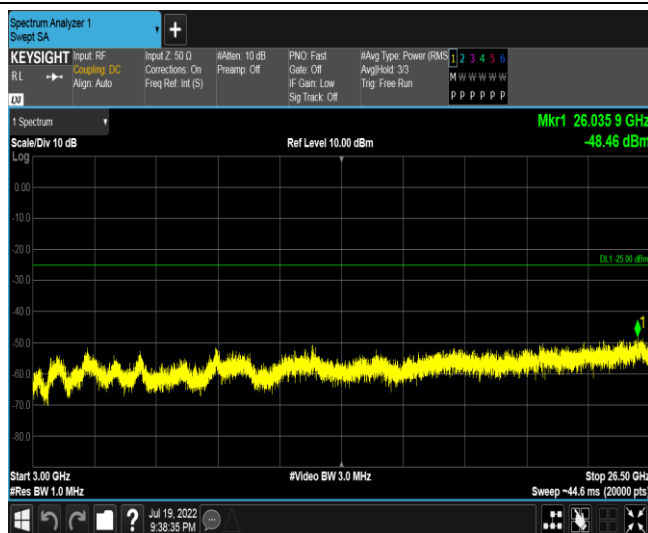 Spectrum Analyzer 1
Swept SA
+
KEYSIGHT
RL
LXI
Input: RF
Coupling: DC
Align: Auto
Input Z: 50 Ω
Corrections: On
Freq Ref: Int (S)
#Atten: 10 dB
Preamp: Off
PNO: Fast
Gate: Off
IF Gain: Low
Sig Track: Off
#Avg Type: Power (RMS
Avg|Hold: 3/3
Trig: Free Run
1 2 3 4 5 6
M W W W W W
P P P P P P
1 Spectrum
Mkr1 26.035 9 GHz
-48.46 dBm
Scale/Div 10 dB
Ref Level 10.00 dBm
Log
0.00
-10.0
-20.0
DL1 -25.00 dBm
-30.0
-40.0
1
-50.0
-60.0
-70.0
-80.0
Start 3.00 GHz
#Video BW 3.0 MHz
Stop 26.50 GHz
#Res BW 1.0 MHz
Sweep ~44.6 ms (20000 pts)
?
Jul 19, 2022
9:38:35 PM